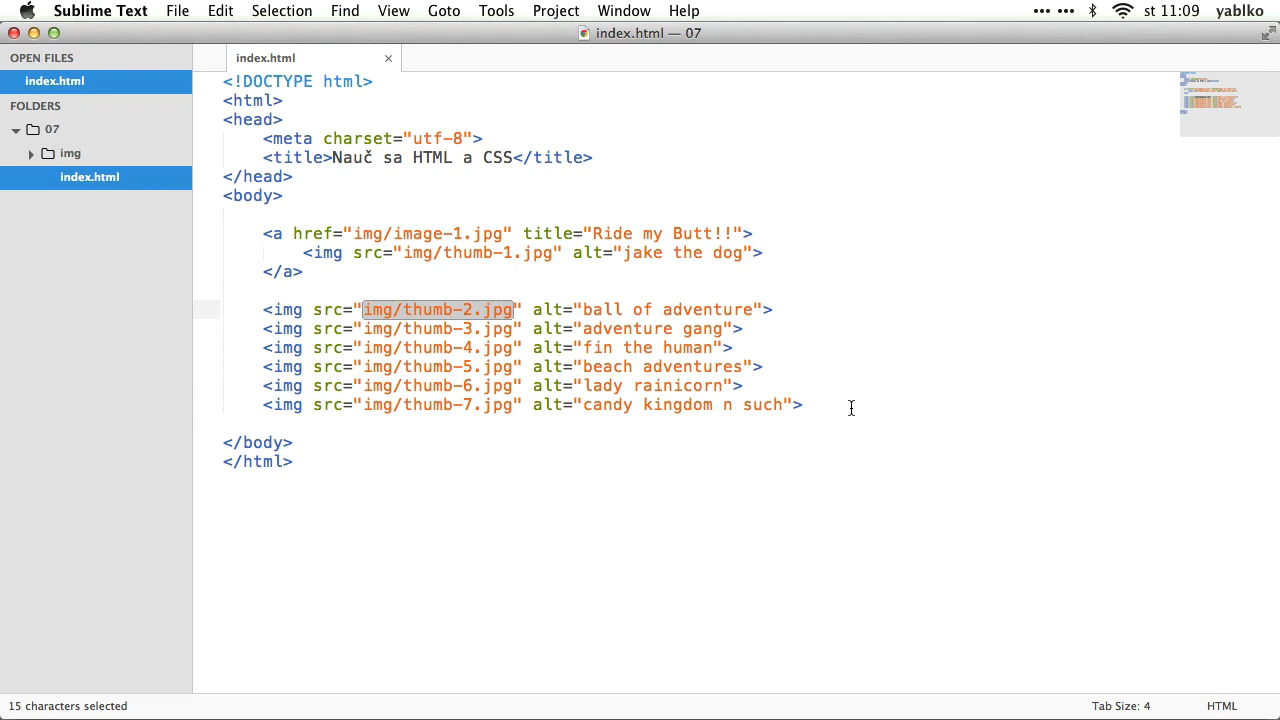 Sublime Text File Edit Selection Find View Goto Tools Project Window Help st 11:09 yablko
index.html — 07
OPEN FILES
index.html
FOLDERS
07
img
index.html
index.html
<!DOCTYPE html>
<html>
<head>
<meta charset="utf-8">
<title>Nauč sa HTML a CSS</title>
</head>
<body>
<a href="img/image-1.jpg" title="Ride my Butt!!">
<img src="img/thumb-1.jpg" alt="jake the dog">
</a>
<img src="img/thumb-2.jpg" alt="ball of adventure">
<img src="img/thumb-3.jpg" alt="adventure gang">
<img src="img/thumb-4.jpg" alt="fin the human">
<img src="img/thumb-5.jpg" alt="beach adventures">
<img src="img/thumb-6.jpg" alt="lady rainicorn">
<img src="img/thumb-7.jpg" alt="candy kingdom n such">
</body>
</html>
15 characters selected Tab Size: 4 HTML